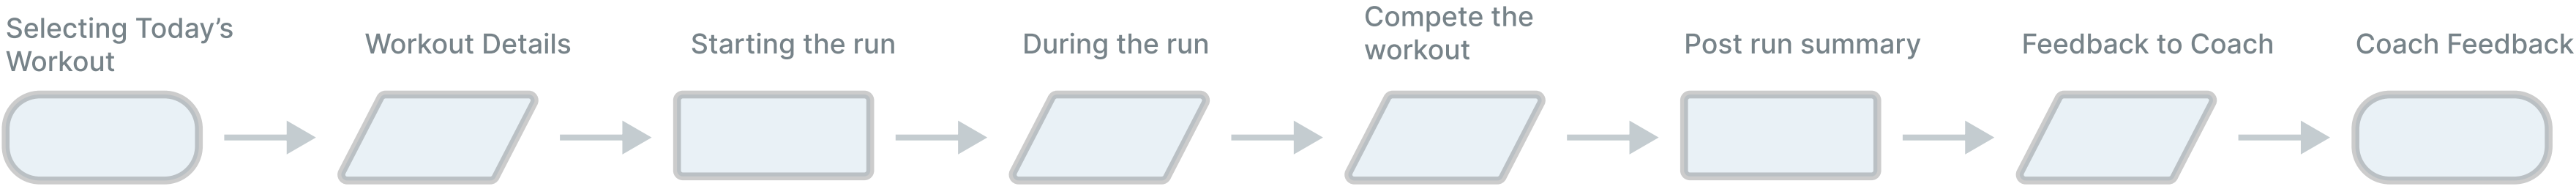 Selecting Today’s
Workout
Workout Details
Starting the run
During the run
Compete the
workout
Post run summary
Feedback to Coach
Coach Feedback